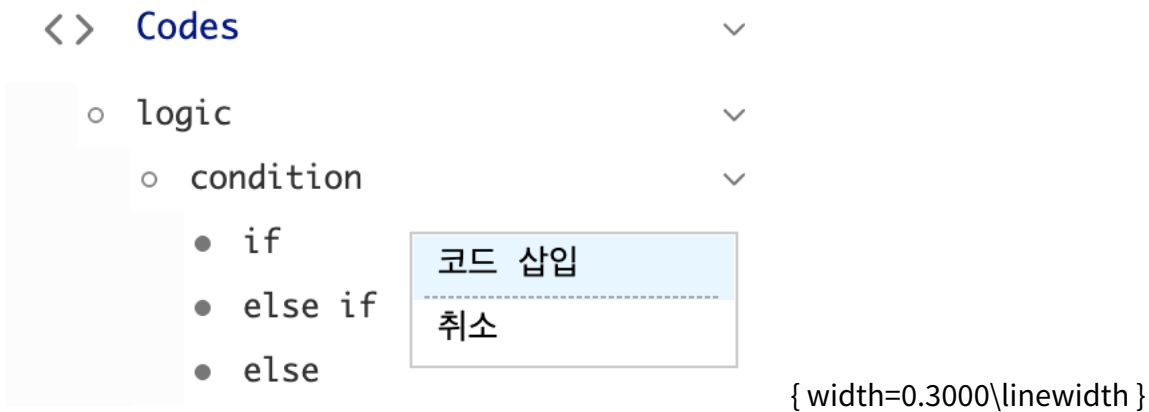 Codes
logic
condition
if
코드 삽입
else if
취소
else
{ width=0.3000\linewidth }